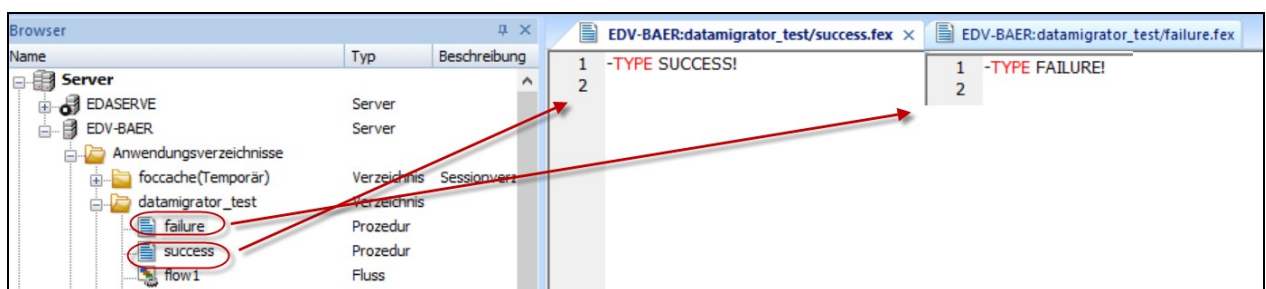 Browser
Name Typ Beschreibung
Server
EDASERVE Server
EDV-BAER Server
Anwendungsverzeichnisse
foccache(Temporär) Verzeichnis
datamigrator_test Verzeichnis
failure Prozedur
success Prozedur
flow1 Fluss
EDV-BAER:datamigrator_test/success.fex
1 -TYPE SUCCESS!
2
EDV-BAER:datamigrator_test/failure.fex
1 -TYPE FAILURE!
2